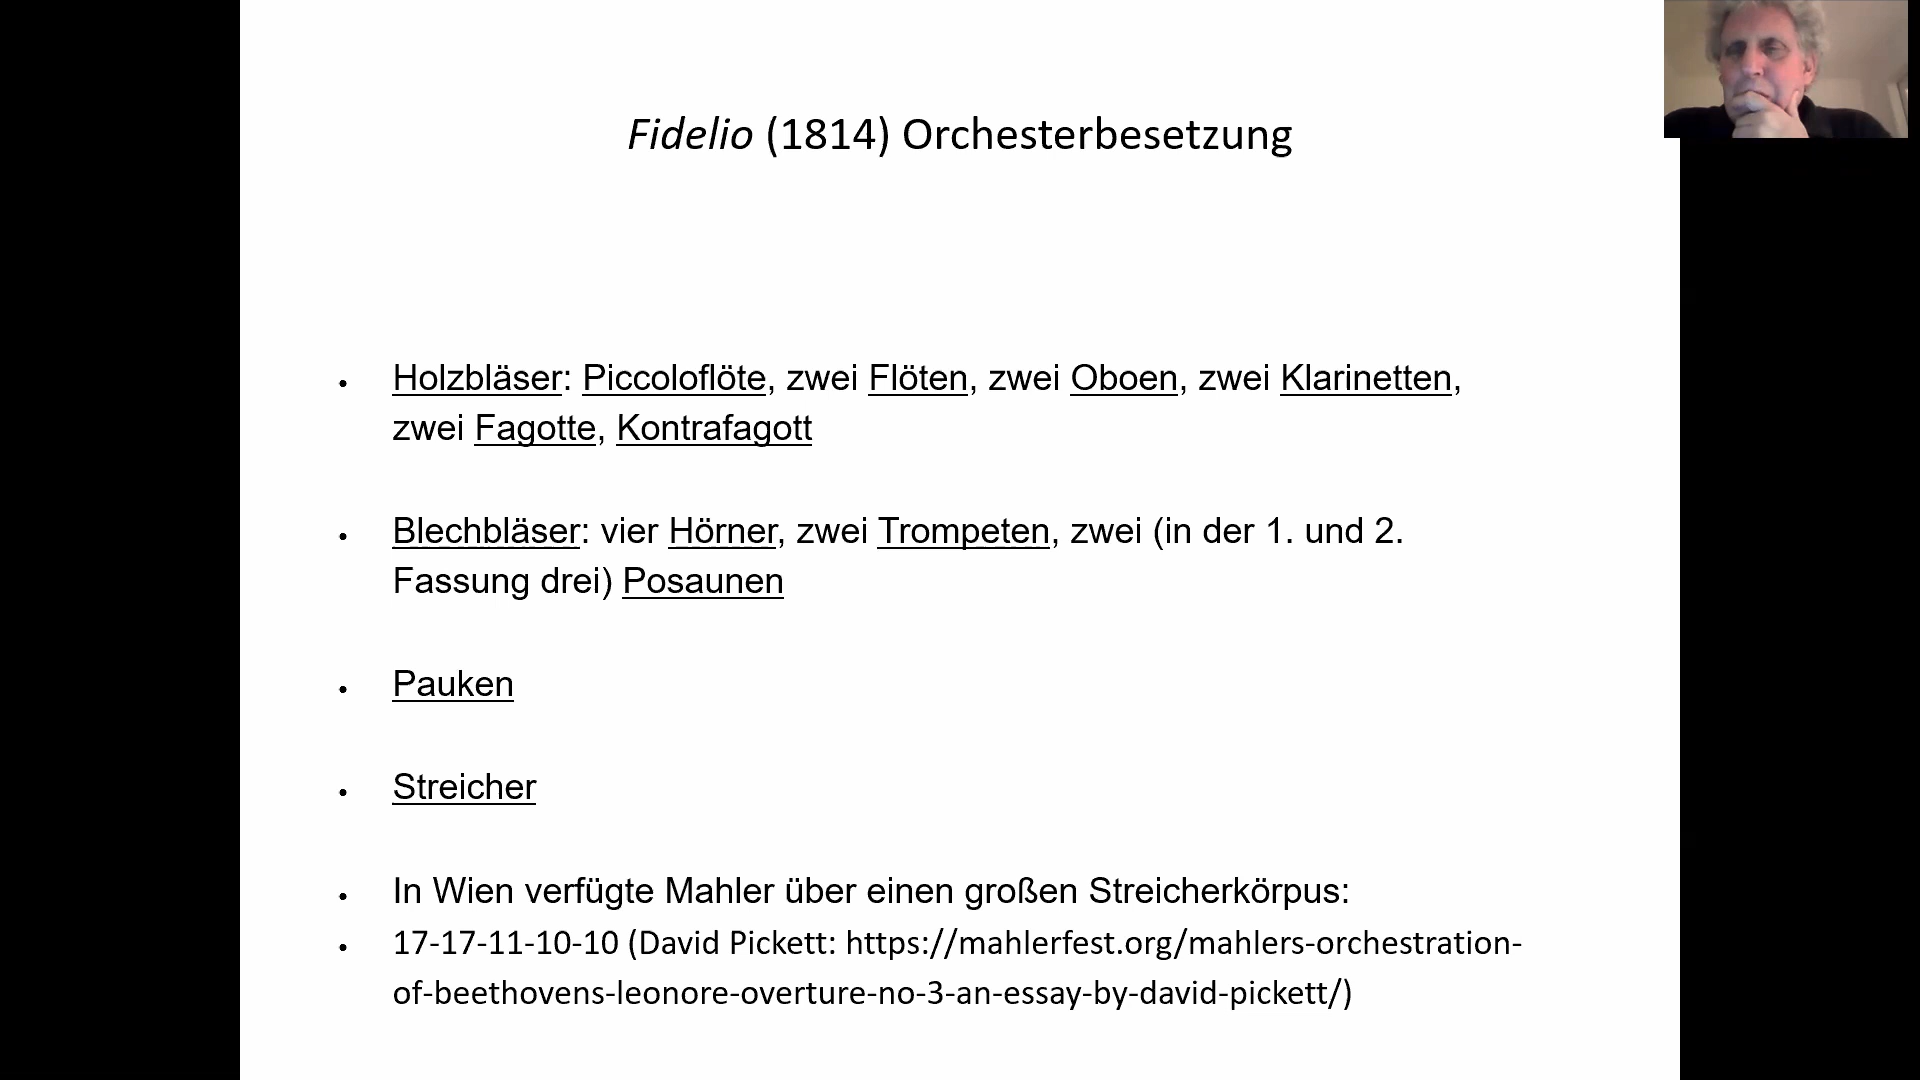 Fidelio (1814) Orchesterbesetzung
• Holzbläser: Piccoloflöte, zwei Flöten, zwei Oboen, zwei Klarinetten,
zwei Fagotte, Kontrafagott
• Blechbläser: vier Hörner, zwei Trompeten, zwei (in der 1. und 2.
Fassung drei) Posaunen
• Pauken
• Streicher
• In Wien verfügte Mahler über einen großen Streicherkörpus:
• 17-17-11-10-10 (David Pickett: https://mahlerfest.org/mahlers-orchestration-
of-beethovens-leonore-overture-no-3-an-essay-by-david-pickett/)